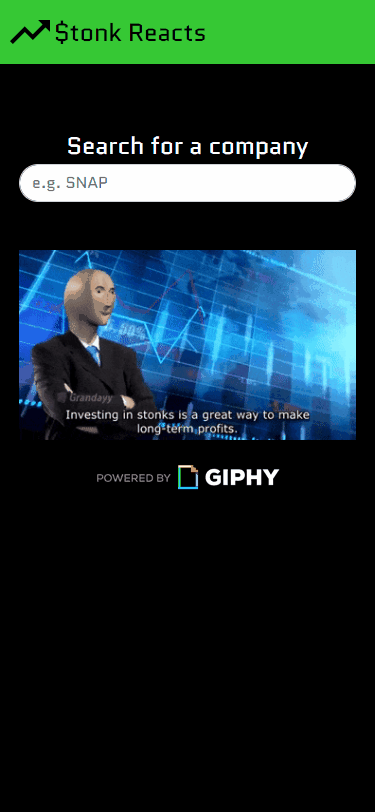 $tonk Reacts
Search for a company
e.g. SNAP
50%
Grandayy
Investing in stonks is a great way to make
long-term profits.
POWERED BY GIPHY